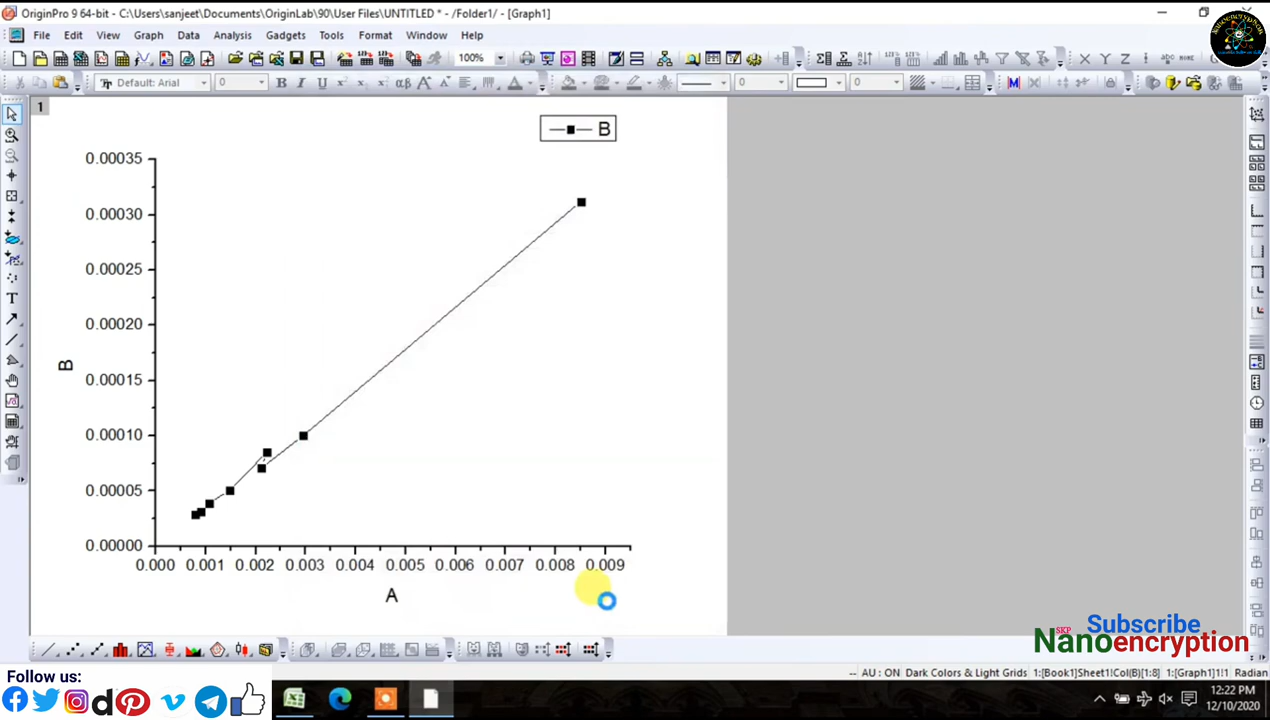 OriginPro 9 64-bit - C:\Users\sanjeet\Documents\OriginLab\90\User Files\UNTITLED * - /Folder1/ - [Graph1]
File Edit View Graph Data Analysis Gadgets Tools Format Window Help
100%
Default: Arial 0 B I U αβ A A A 0 0 X Y Z M
1
B
0.00035
0.00030
0.00025
0.00020
0.00015
0.00010
0.00005
0.00000
B
0.000 0.001 0.002 0.003 0.004 0.005 0.006 0.007 0.008 0.009
A
T
Subscribe
SKP
Nanoencryption
-- AU : ON Dark Colors & Light Grids 1:[Book1]Sheet1!Col(B)[1:8] 1:[Graph1]1!1 Radian
Follow us:
12:22 PM
12/10/2020